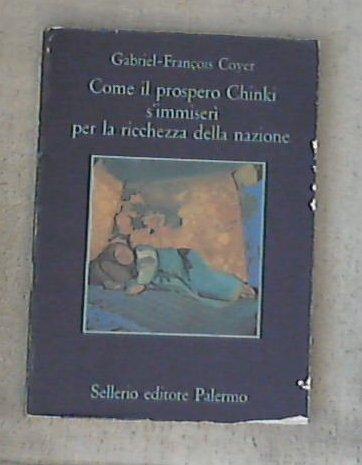 Gabriel-François Coyer
Come il prospero Chinki
s'immiserì
per la ricchezza della nazione
Sellerio editore Palermo